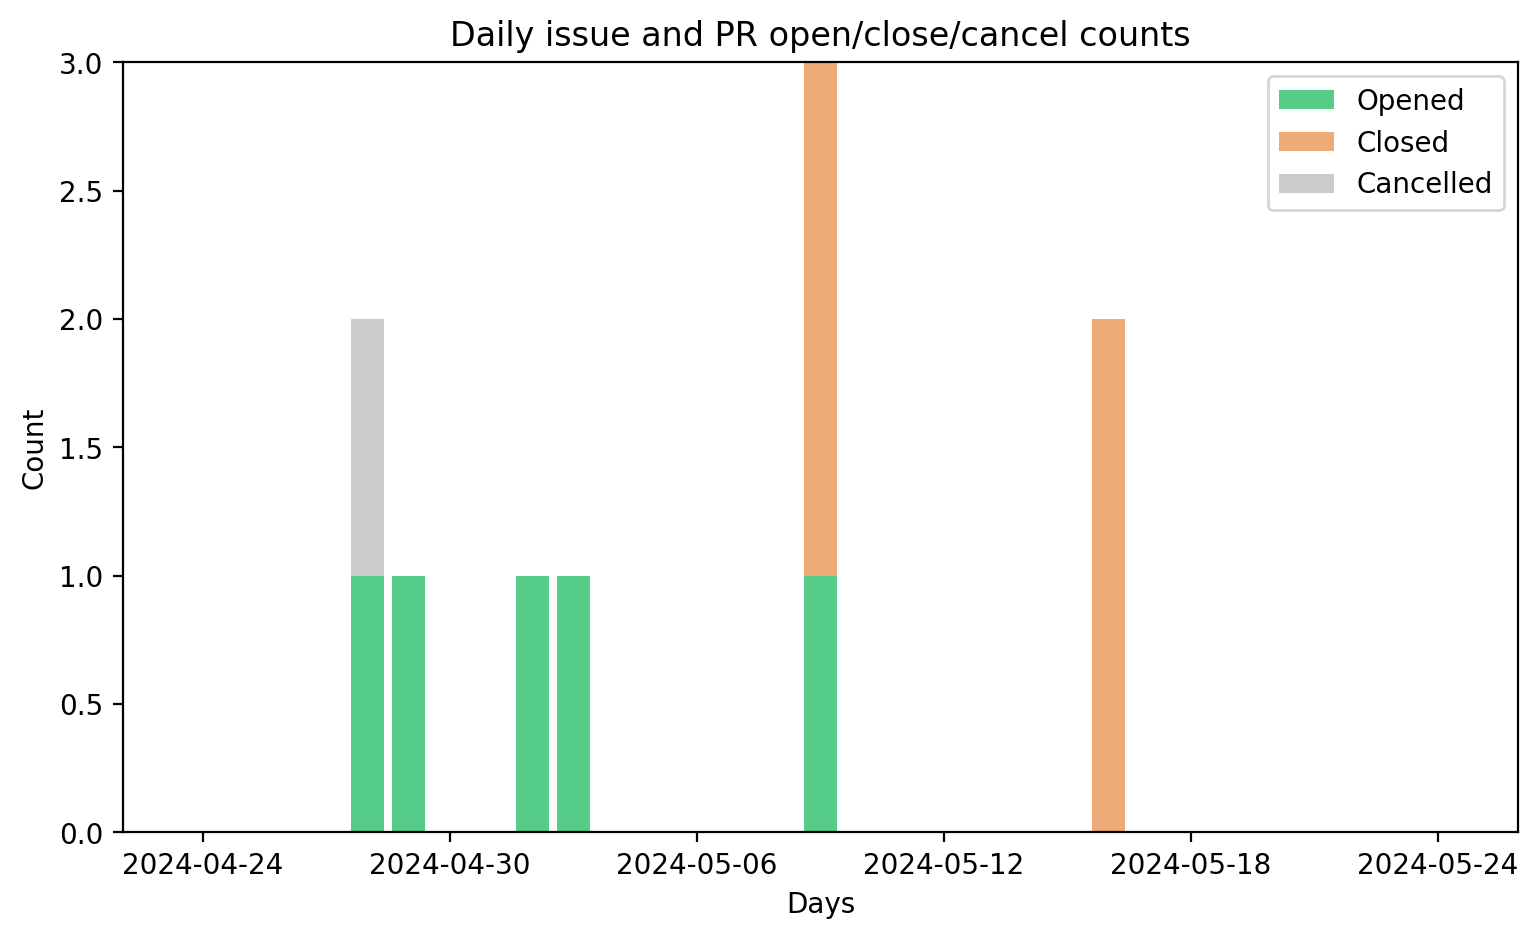 Daily issue and PR open/close/cancel counts
3.0
2.5
2.0
1.5
1.0
0.5
0.0
Count
Opened
Closed
Cancelled
2024-04-24 2024-04-30 2024-05-06 2024-05-12 2024-05-18 2024-05-24
Days